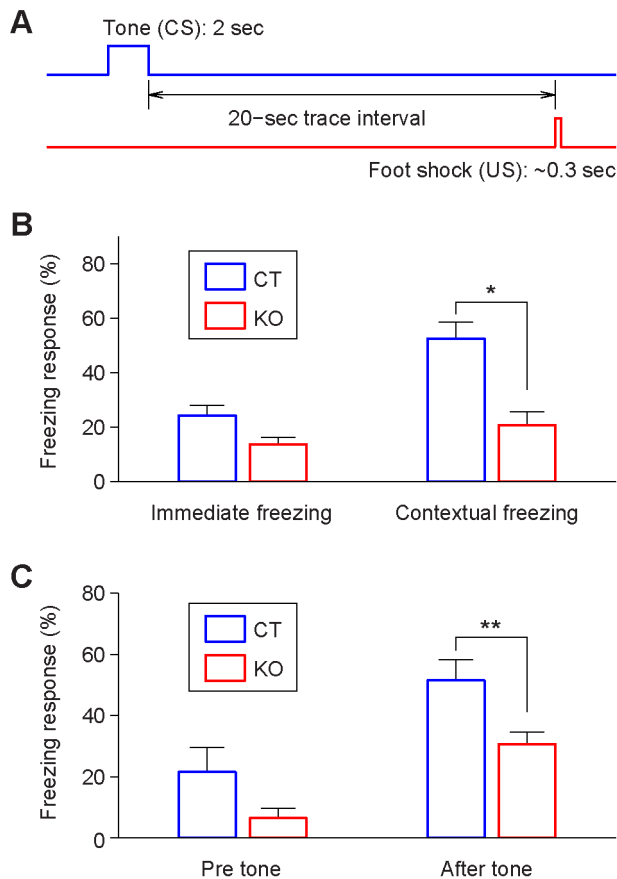 A
Tone (CS): 2 sec
20−sec trace interval
Foot shock (US): ~0.3 sec
B
Freezing response (%)
80
60
40
20
0
CT
KO
*
Immediate freezing
Contextual freezing
C
Freezing response (%)
80
60
40
20
0
CT
KO
**
Pre tone
After tone